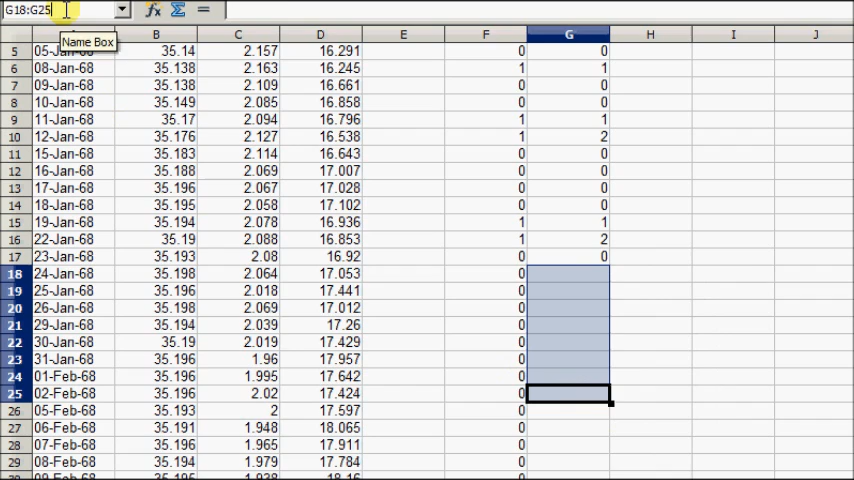 G18:G25
Name Box
A B C D E F G H I J
5 05-Jan-68 35.14 2.157 16.291 0 0
6 08-Jan-68 35.138 2.163 16.245 1 1
7 09-Jan-68 35.138 2.109 16.661 0 0
8 10-Jan-68 35.149 2.085 16.858 0 0
9 11-Jan-68 35.17 2.094 16.796 1 1
10 12-Jan-68 35.176 2.127 16.538 1 2
11 15-Jan-68 35.183 2.114 16.643 0 0
12 16-Jan-68 35.188 2.069 17.007 0 0
13 17-Jan-68 35.196 2.067 17.028 0 0
14 18-Jan-68 35.195 2.058 17.102 0 0
15 19-Jan-68 35.194 2.078 16.936 1 1
16 22-Jan-68 35.19 2.088 16.853 1 2
17 23-Jan-68 35.193 2.08 16.92 0 0
18 24-Jan-68 35.198 2.064 17.053 0
19 25-Jan-68 35.196 2.018 17.441 0
20 26-Jan-68 35.198 2.069 17.012 0
21 29-Jan-68 35.194 2.039 17.26 0
22 30-Jan-68 35.19 2.019 17.429 0
23 31-Jan-68 35.196 1.96 17.957 0
24 01-Feb-68 35.196 1.995 17.642 0
25 02-Feb-68 35.196 2.02 17.424 0
26 05-Feb-68 35.193 2 17.597 0
27 06-Feb-68 35.191 1.948 18.065 0
28 07-Feb-68 35.196 1.965 17.911 0
29 08-Feb-68 35.194 1.979 17.784 0
30 09-Feb-68 35.195 1.938 18.16 0